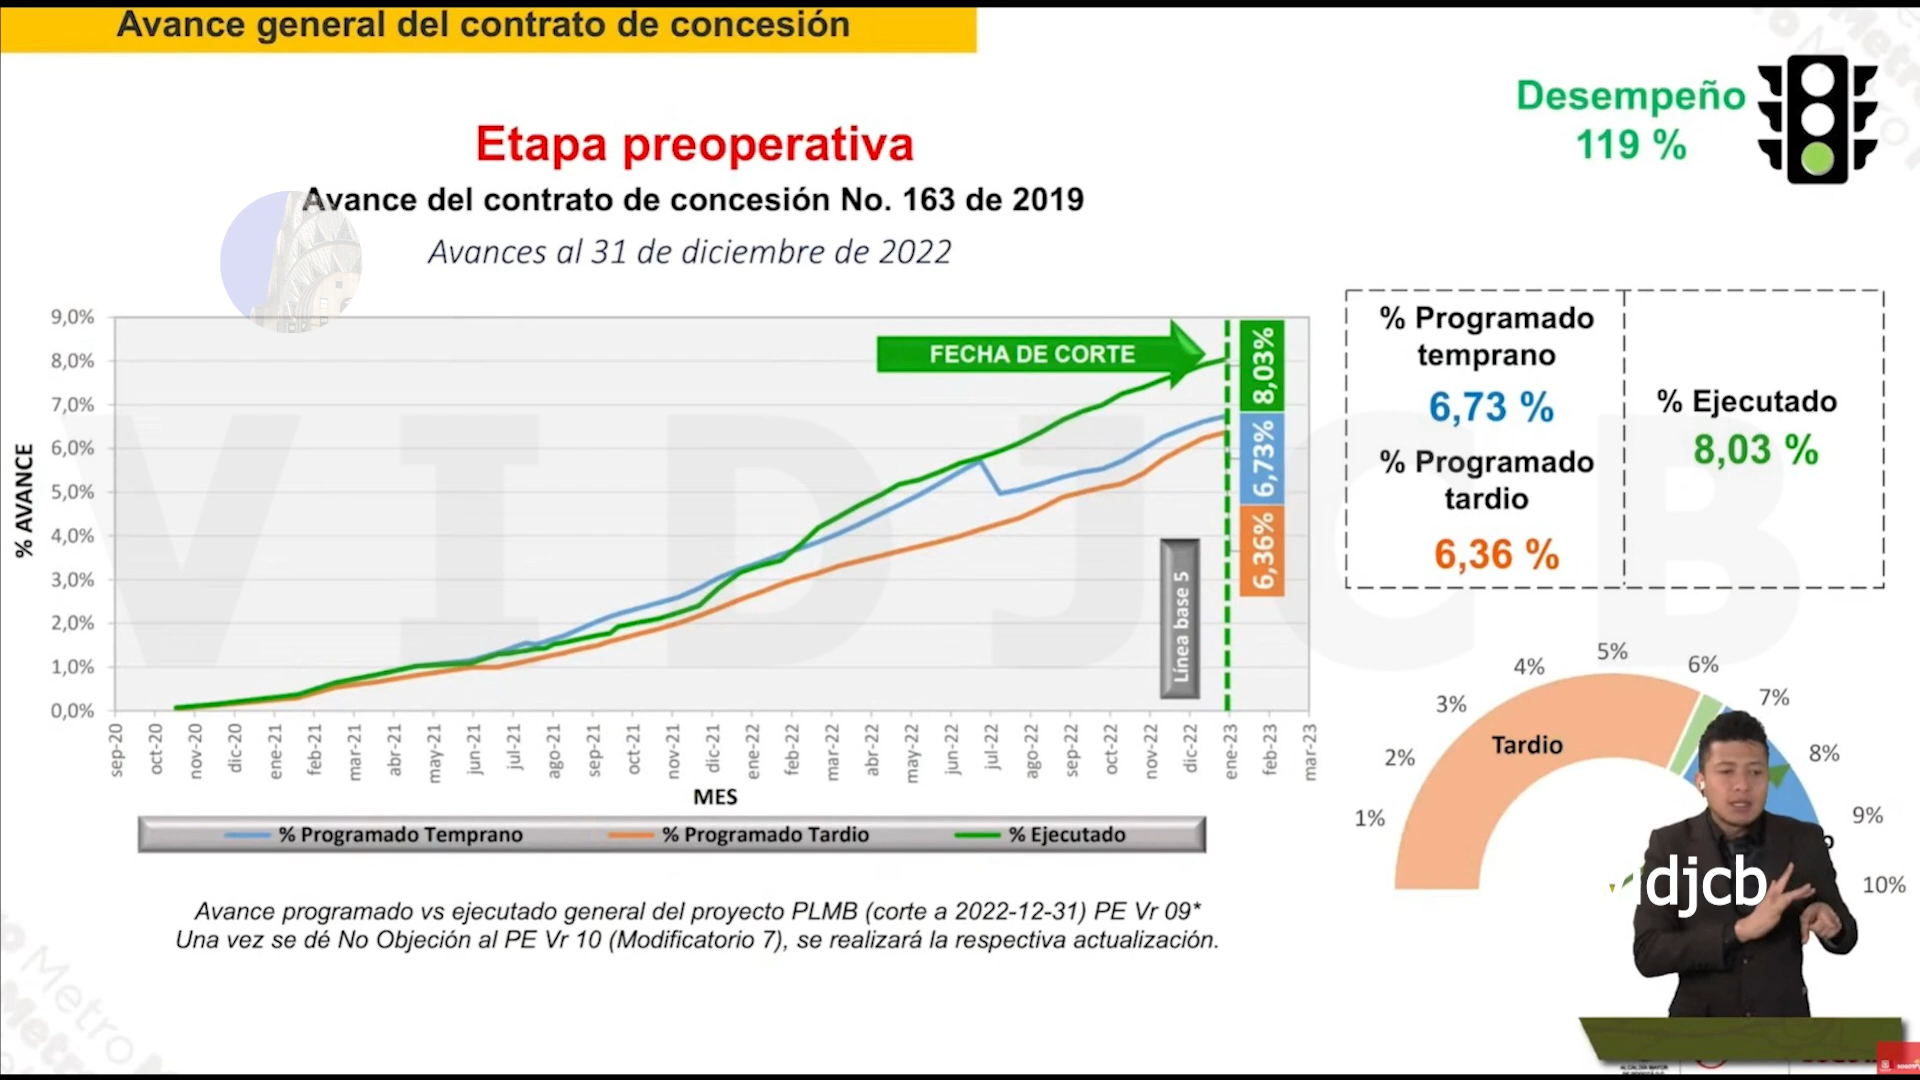 Avance general del contrato de concesión
Desempeño
119 %
Etapa preoperativa
Avance del contrato de concesión No. 163 de 2019
Avances al 31 de diciembre de 2022
9,0%
8,0%
7,0%
6,0%
5,0%
4,0%
3,0%
2,0%
1,0%
0,0%
% AVANCE
FECHA DE CORTE
8,03%
6,73%
6,36%
Línea base 5
sep-20
oct-20
nov-20
dic-20
ene-21
feb-21
mar-21
abr-21
may-21
jun-21
jul-21
ago-21
sep-21
oct-21
nov-21
dic-21
ene-22
feb-22
mar-22
abr-22
may-22
jun-22
jul-22
ago-22
sep-22
oct-22
nov-22
dic-22
ene-23
feb-23
mar-23
MES
% Programado Temprano
% Programado Tardio
% Ejecutado
Avance programado vs ejecutado general del proyecto PLMB (corte a 2022-12-31) PE Vr 09*
Una vez se dé No Objeción al PE Vr 10 (Modificatorio 7), se realizará la respectiva actualización.
% Programado
temprano
6,73 %
% Programado
tardio
6,36 %
% Ejecutado
8,03 %
1%
2%
3%
4%
5%
6%
7%
8%
9%
10%
Tardio
djcb
VIDJCB
Metro
Metro